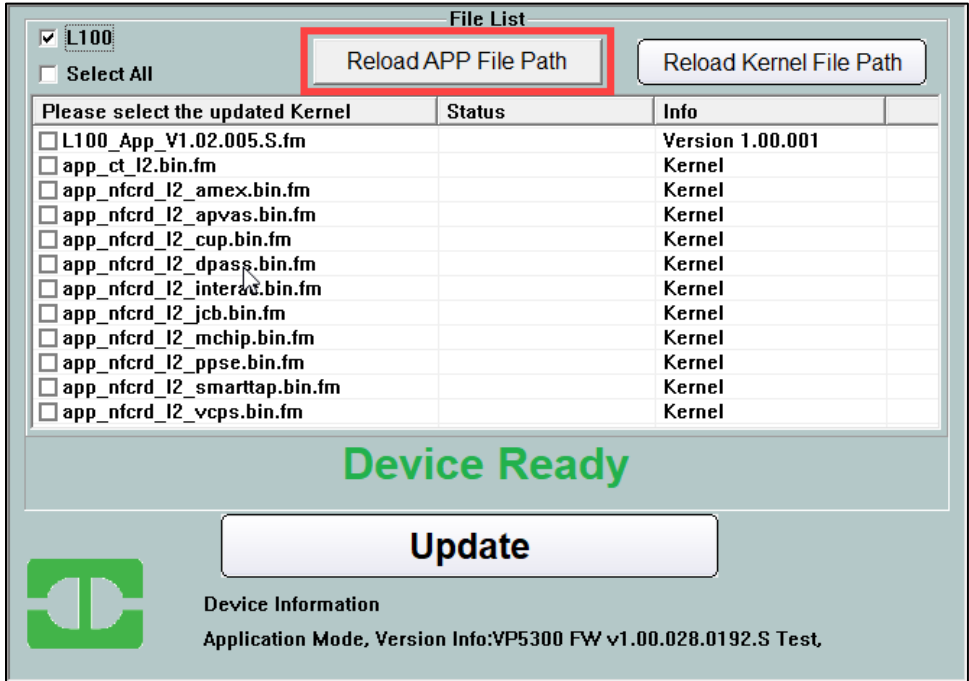 File List
L100
Select All
Reload APP File Path
Reload Kernel File Path
Please select the updated Kernel Status Info
L100_App_V1.02.005.S.fm Version 1.00.001
app_ct_l2.bin.fm Kernel
app_nfcrd_l2_amex.bin.fm Kernel
app_nfcrd_l2_apvas.bin.fm Kernel
app_nfcrd_l2_cup.bin.fm Kernel
app_nfcrd_l2_dpass.bin.fm Kernel
app_nfcrd_l2_interac.bin.fm Kernel
app_nfcrd_l2_jcb.bin.fm Kernel
app_nfcrd_l2_mchip.bin.fm Kernel
app_nfcrd_l2_ppse.bin.fm Kernel
app_nfcrd_l2_smarttap.bin.fm Kernel
app_nfcrd_l2_vcps.bin.fm Kernel
Device Ready
Update
Device Information
Application Mode, Version Info:VP5300 FW v1.00.028.0192.S Test,